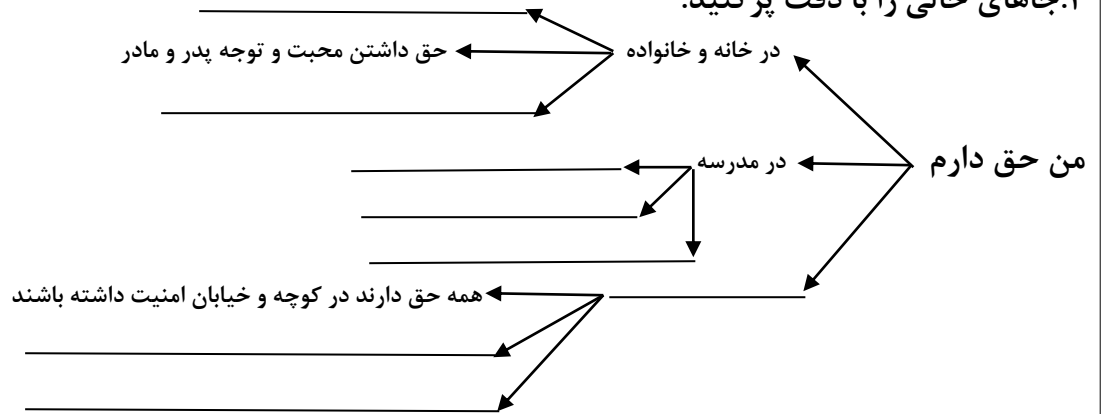 جاهای خالی را با دقت پر کنید.
در خانه و خانواده
حق داشتن محبت و توجه پدر و مادر
من حق دارم
در مدرسه
همه حق دارند در کوچه و خیابان امنیت داشته باشند